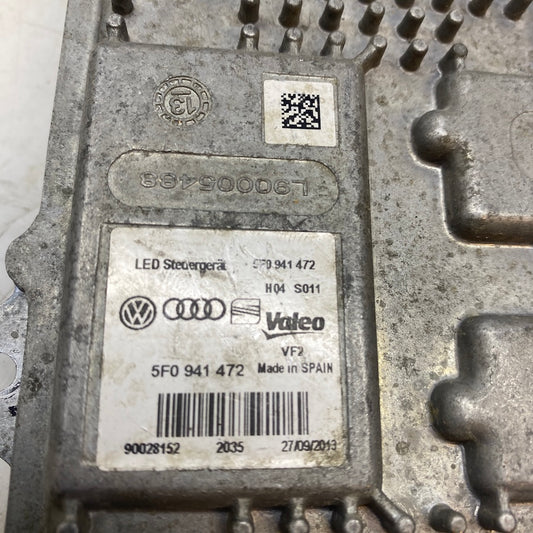 13
L90005468
LED Steuergerät 5F0 941 472
H04 S011
Valeo
VF2
5F0 941 472 Made in SPAIN
90028152 2035 27/09/2013